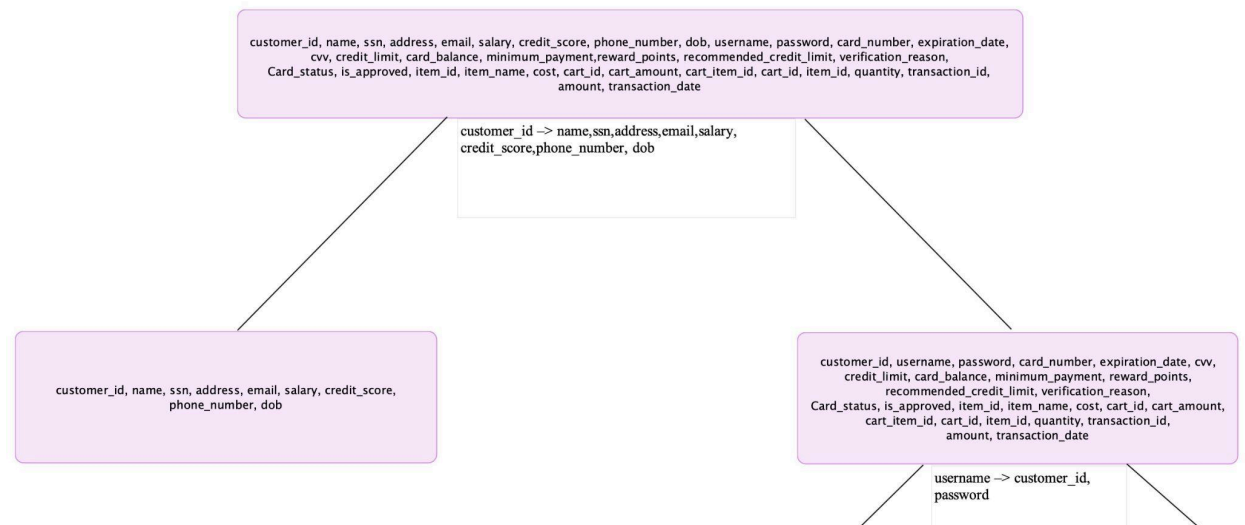 customer_id, name, ssn, address, email, salary, credit_score, phone_number, dob, username, password, card_number, expiration_date,
cvv, credit_limit, card_balance, minimum_payment,reward_points, recommended_credit_limit, verification_reason,
Card_status, is_approved, item_id, item_name, cost, cart_id, cart_amount, cart_item_id, cart_id, item_id, quantity, transaction_id,
amount, transaction_date
customer_id –> name,ssn,address,email,salary,
credit_score,phone_number, dob
customer_id, name, ssn, address, email, salary, credit_score,
phone_number, dob
customer_id, username, password, card_number, expiration_date, cvv,
credit_limit, card_balance, minimum_payment, reward_points,
recommended_credit_limit, verification_reason,
Card_status, is_approved, item_id, item_name, cost, cart_id, cart_amount,
cart_item_id, cart_id, item_id, quantity, transaction_id,
amount, transaction_date
username –> customer_id,
password